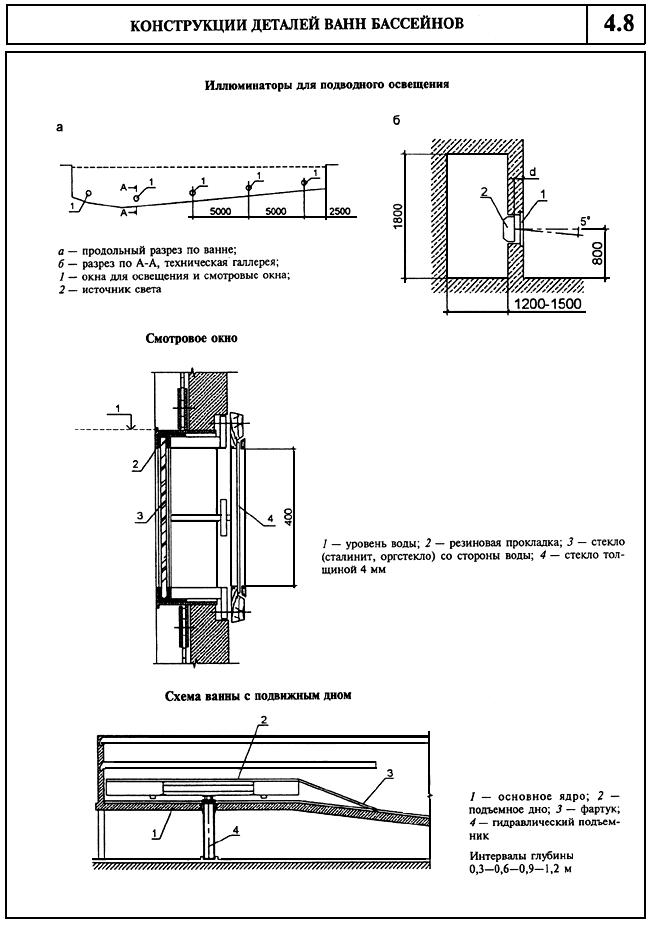 КОНСТРУКЦИИ ДЕТАЛЕЙ ВАНН БАССЕЙНОВ
4.8
Иллюминаторы для подводного освещения
а
А
1
1
1
1
1
А
5000
5000
2500
б
1800
d
2
1
5°
800
1200-1500
а — продольный разрез по ванне;
б — разрез по А-А, техническая галлерея;
1 — окна для освещения и смотровые окна;
2 — источник света
Смотровое окно
1
2
3
4
400
1 — уровень воды; 2 — резиновая прокладка; 3 — стекло
(сталинит, оргстекло) со стороны воды; 4 — стекло тол-
щиной 4 мм
Схема ванны с подвижным дном
2
3
1
4
1 — основное ядро; 2 —
подъемное дно; 3 — фартук;
4 — гидравлический подъем-
ник
Интервалы глубины
0,3—0,6—0,9—1,2 м